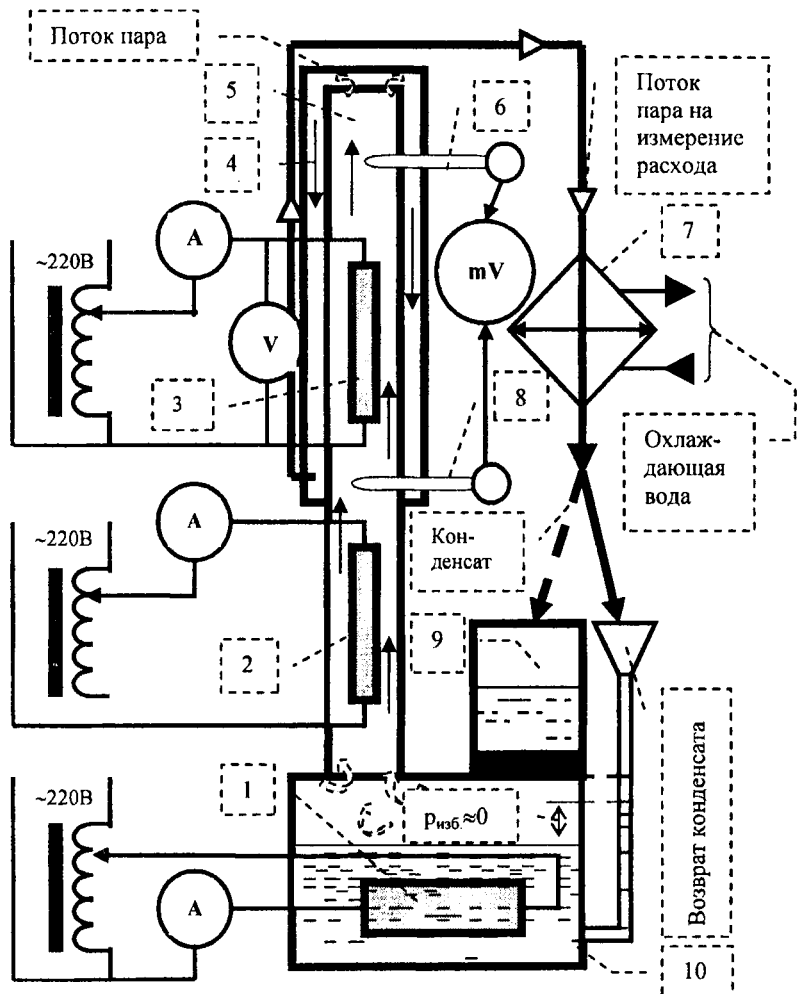 Поток пара
5
6
4
Поток
пара на
измерение
расхода
7
~220В
A
mV
V
3
8
Охлаж-
дающая
вода
~220В
A
Кон-
денсат
2
9
Возврат конденсата
~220В
1
pизб.≈0
A
10